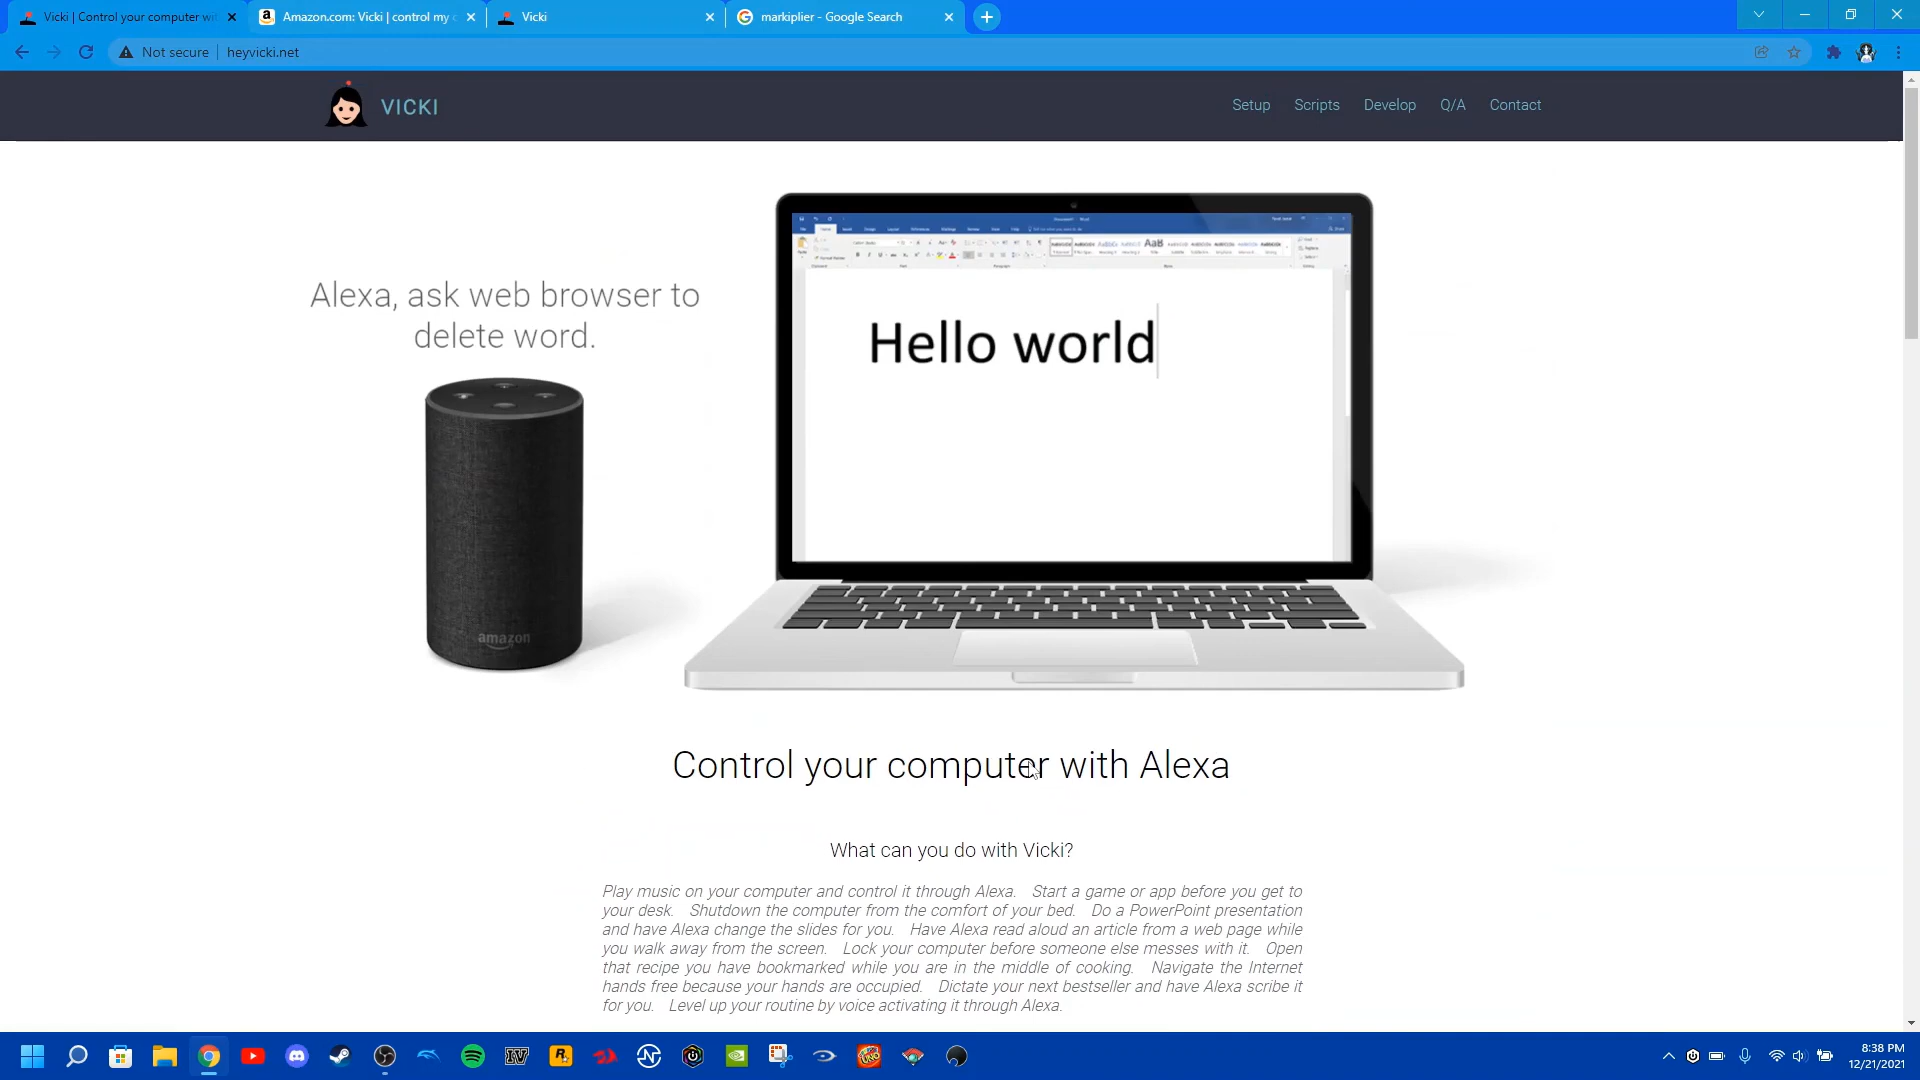 Vicki | Control your computer wi
Amazon.com: Vicki | control my c
Vicki
markiplier - Google Search
Not secure
heyvicki.net
VICKI
Setup
Scripts
Develop
Q/A
Contact
Alexa, ask web browser to
delete word.
Hello world
amazon
Control your computer with Alexa
What can you do with Vicki?
Play music on your computer and control it through Alexa. Start a game or app before you get to
your desk. Shutdown the computer from the comfort of your bed. Do a PowerPoint presentation
and have Alexa change the slides for you. Have Alexa read aloud an article from a web page while
you walk away from the screen. Lock your computer before someone else messes with it. Open
that recipe you have bookmarked while you are in the middle of cooking. Navigate the Internet
hands free because your hands are occupied. Dictate your next bestseller and have Alexa scribe it
for you. Level up your routine by voice activating it through Alexa.
IV
R
UNO
8:38 PM
12/21/2021